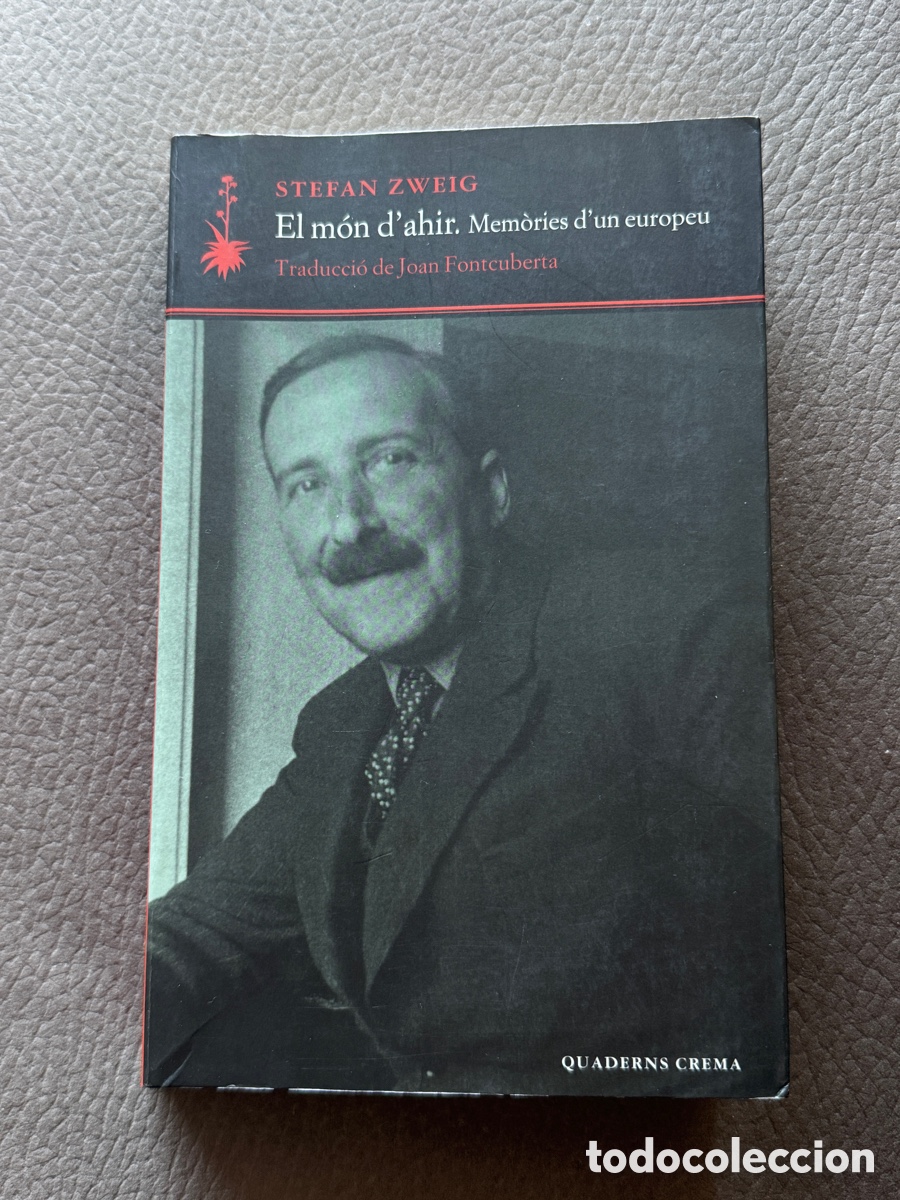 STEFAN ZWEIG
El món d'ahir. Memòries d'un europeu
Traducció de Joan Fontcuberta
QUADERNS CREMA
todocoleccion